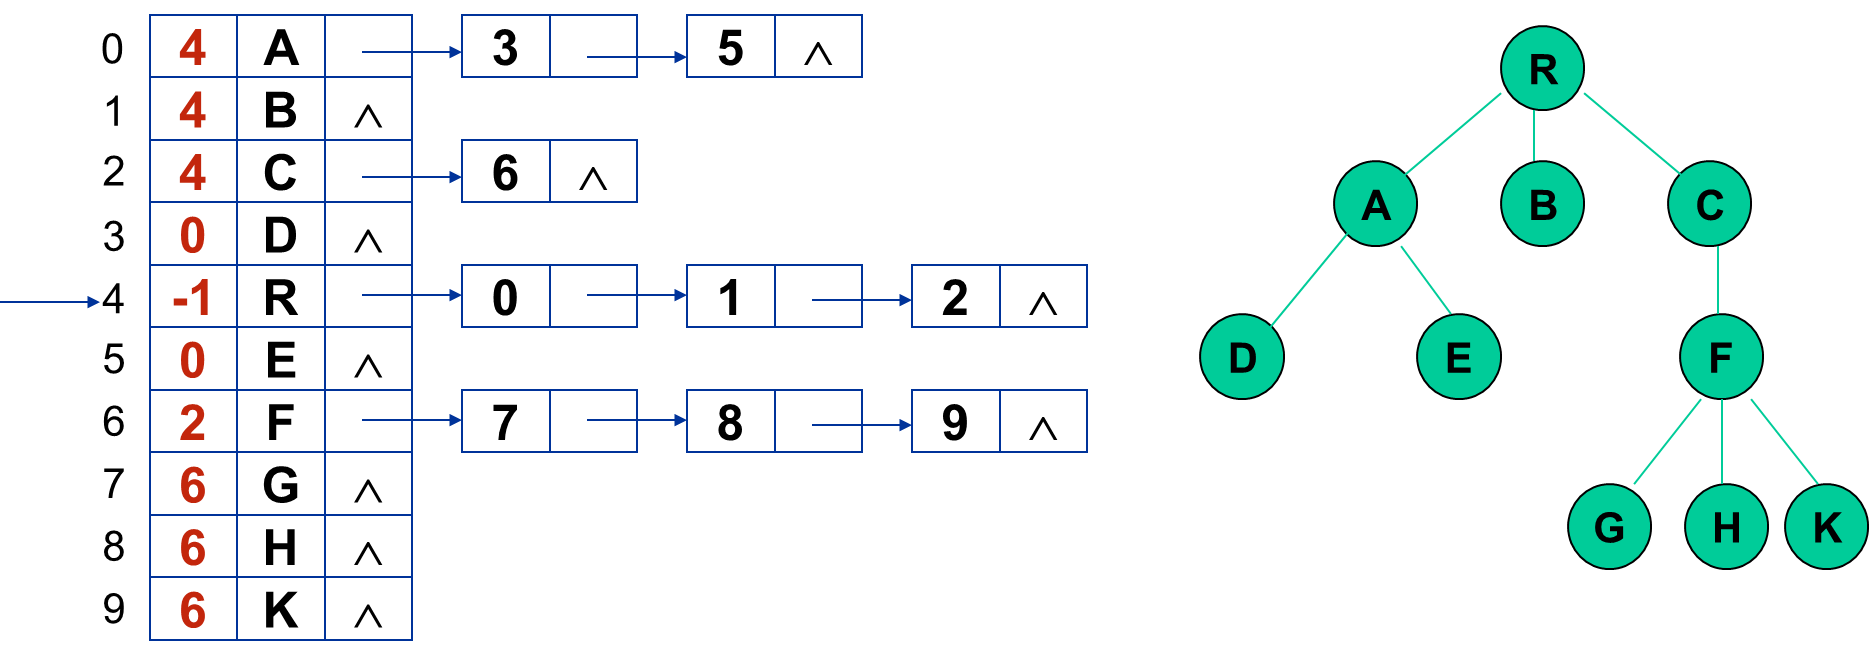 0 4 A 3 5 ∧
1 4 B ∧
2 4 C 6 ∧
3 0 D ∧
4 -1 R 0 1 2 ∧
5 0 E ∧
6 2 F 7 8 9 ∧
7 6 G ∧
8 6 H ∧
9 6 K ∧
R
A B C
D E F
G H K